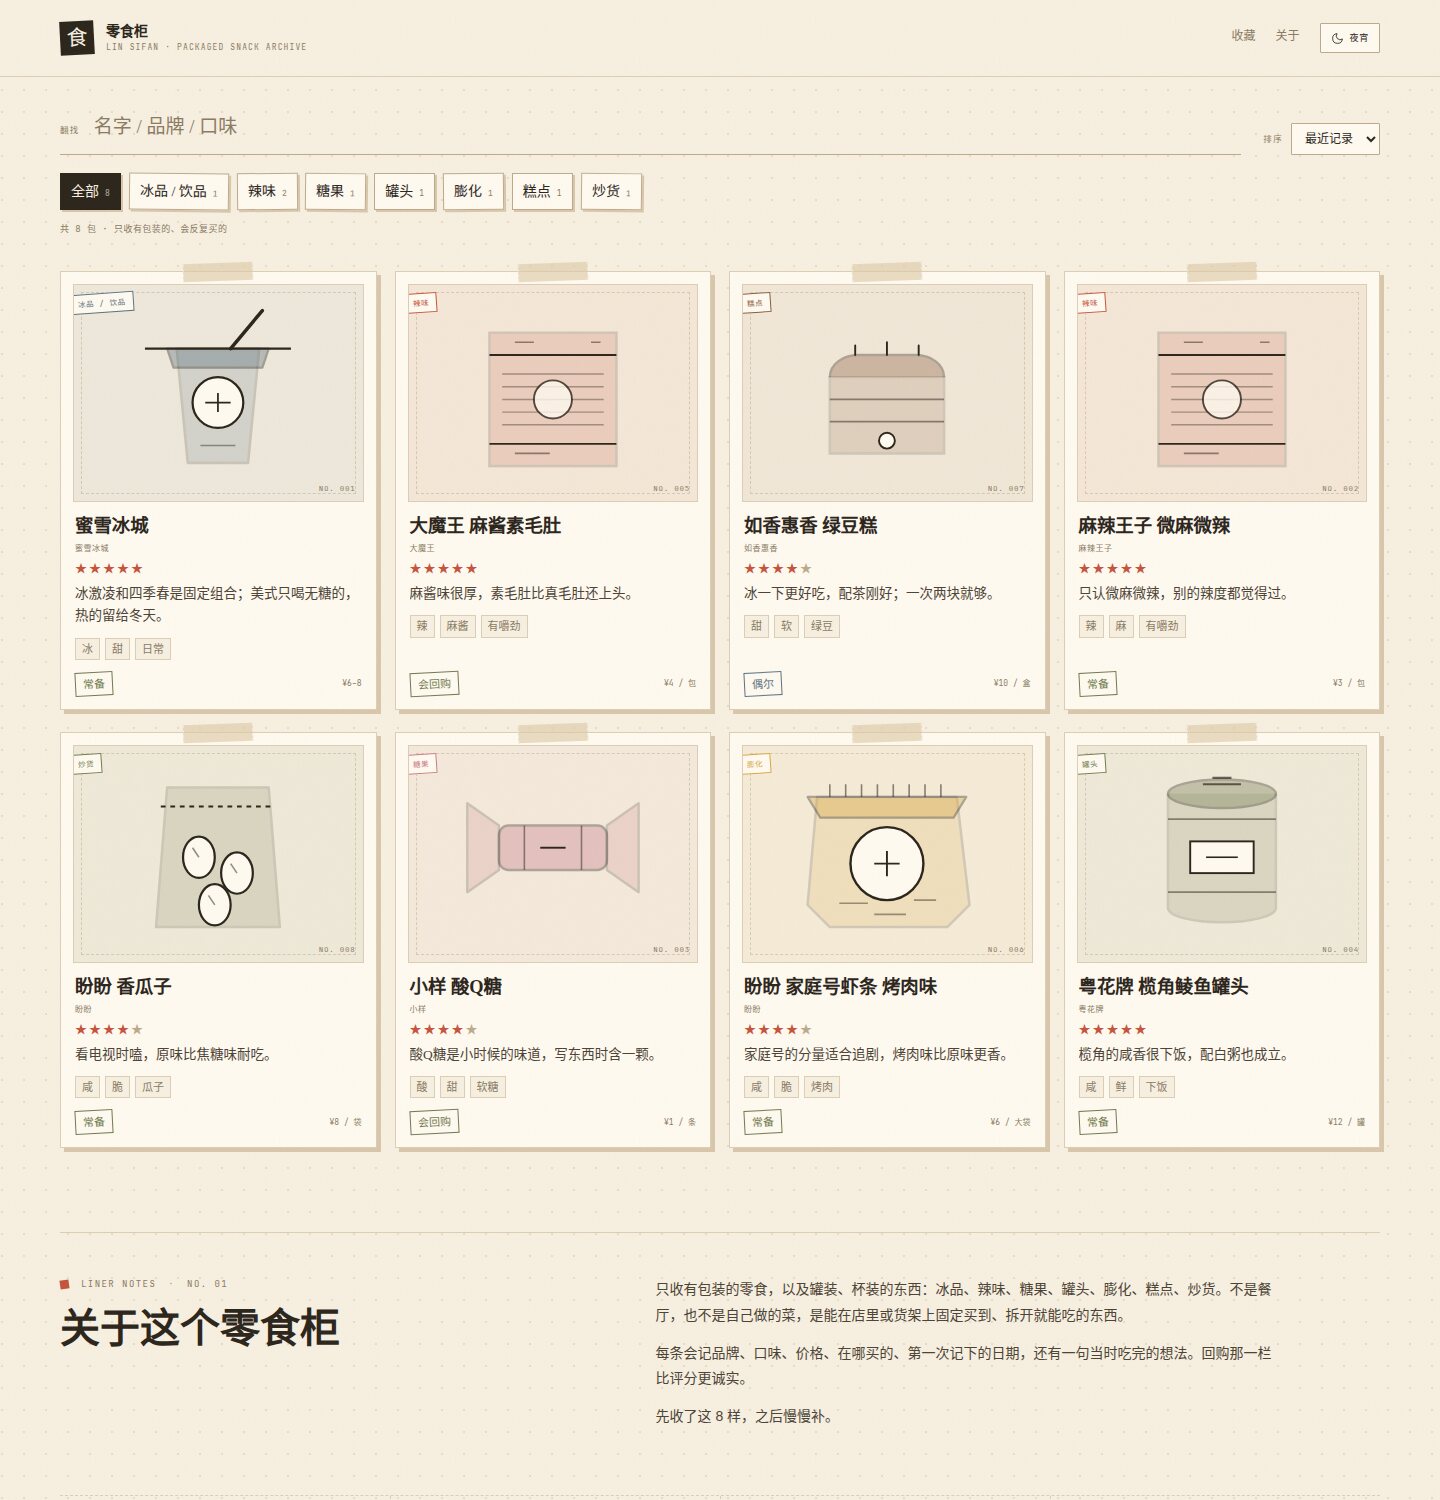 食
零食柜
LIN SIFAN · PACKAGED SNACK ARCHIVE
收藏 关于 夜宵
翻找 名字 / 品牌 / 口味
排序 最近记录
全部 8 冰品 / 饮品 1 辣味 2 糖果 1 罐头 1 膨化 1 糕点 1 炒货 1
共 8 包 · 只收有包装的、会反复买的
冰品 / 饮品
NO. 001
蜜雪冰城
蜜雪冰城
★★★★★
冰激凌和四季春是固定组合；美式只喝无糖的，
热的留给冬天。
冰 甜 日常
常备 ¥6–8
辣味
NO. 005
大魔王 麻酱素毛肚
大魔王
★★★★★
麻酱味很厚，素毛肚比真毛肚还上头。
辣 麻酱 有嚼劲
会回购 ¥4 / 包
糕点
NO. 007
如香惠香 绿豆糕
如香惠香
★★★★★
冰一下更好吃，配茶刚好；一次两块就够。
甜 软 绿豆
偶尔 ¥10 / 盒
辣味
NO. 002
麻辣王子 微麻微辣
麻辣王子
★★★★★
只认微麻微辣，别的辣度都觉得过。
辣 麻 有嚼劲
常备 ¥3 / 包
炒货
NO. 008
盼盼 香瓜子
盼盼
★★★★★
看电视时嗑，原味比焦糖味耐吃。
咸 脆 瓜子
常备 ¥8 / 袋
糖果
NO. 003
小样 酸Q糖
小样
★★★★★
酸Q糖是小时候的味道，写东西时含一颗。
酸 甜 软糖
会回购 ¥1 / 条
膨化
NO. 006
盼盼 家庭号虾条 烤肉味
盼盼
★★★★★
家庭号的分量适合追剧，烤肉味比原味更香。
咸 脆 烤肉
常备 ¥6 / 大袋
罐头
NO. 004
粤花牌 榄角鲮鱼罐头
粤花牌
★★★★★
榄角的咸香很下饭，配白粥也成立。
咸 鲜 下饭
常备 ¥12 / 罐
LINER NOTES · NO. 01
关于这个零食柜
只收有包装的零食，以及罐装、杯装的东西：冰品、辣味、糖果、罐头、膨化、糕点、炒货。不是餐
厅，也不是自己做的菜，是能在店里或货架上固定买到、拆开就能吃的东西。
每条会记品牌、口味、价格、在哪买的、第一次记下的日期，还有一句当时吃完的想法。回购那一栏
比评分更诚实。
先收了这 8 样，之后慢慢补。